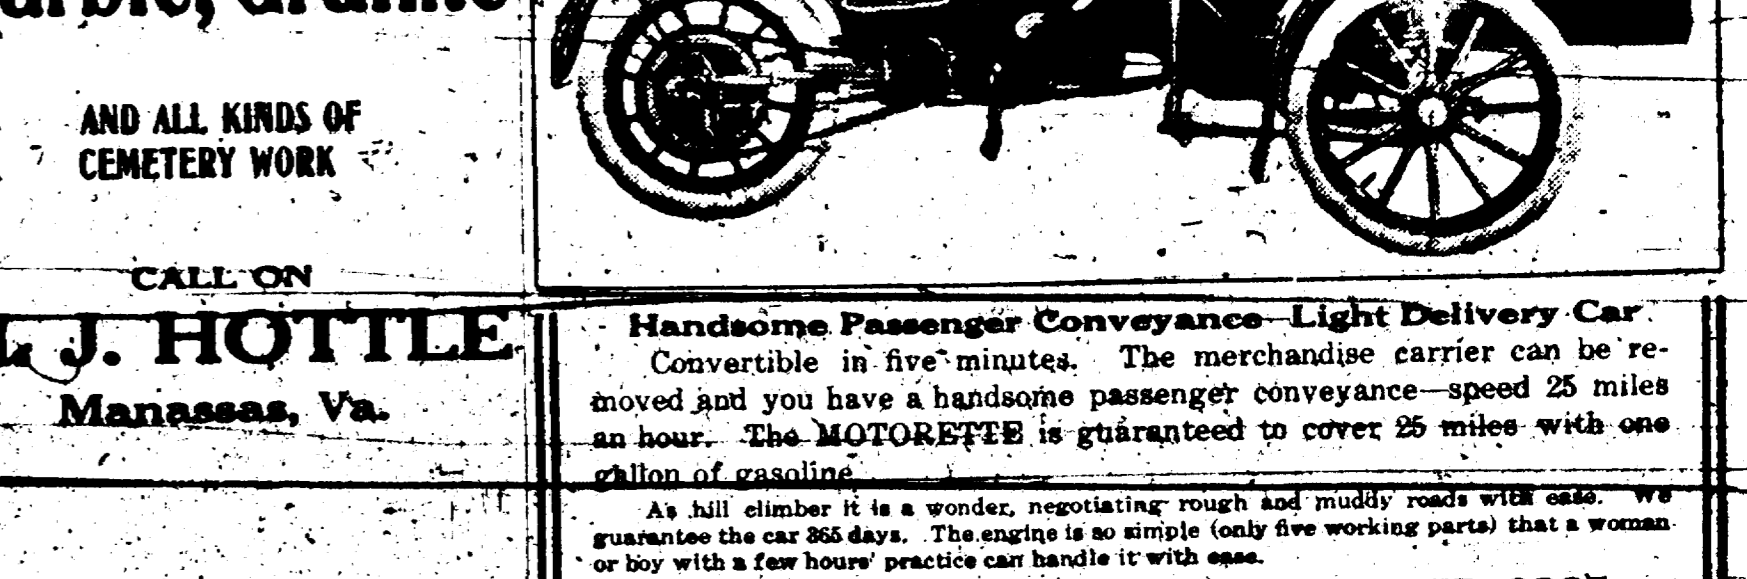 AND ALL KINDS OF
CEMETERY WORK
CALL ON
J. HOTTLE
Manassas, Va.
Handsome Passenger Conveyance—Light Delivery Car.
Convertible in five minutes. The merchandise carrier can be re-
moved and you have a handsome passenger conveyance—speed 25 miles
an hour. The MOTORETTE is guaranteed to cover 25 miles with one
gallon of gasoline.
As hill climber it is a wonder, negotiating rough and muddy roads with ease. We
guarantee the car 365 days. The engine is so simple (only five working parts) that a woman
or boy with a few hours' practice can handle it with ease.